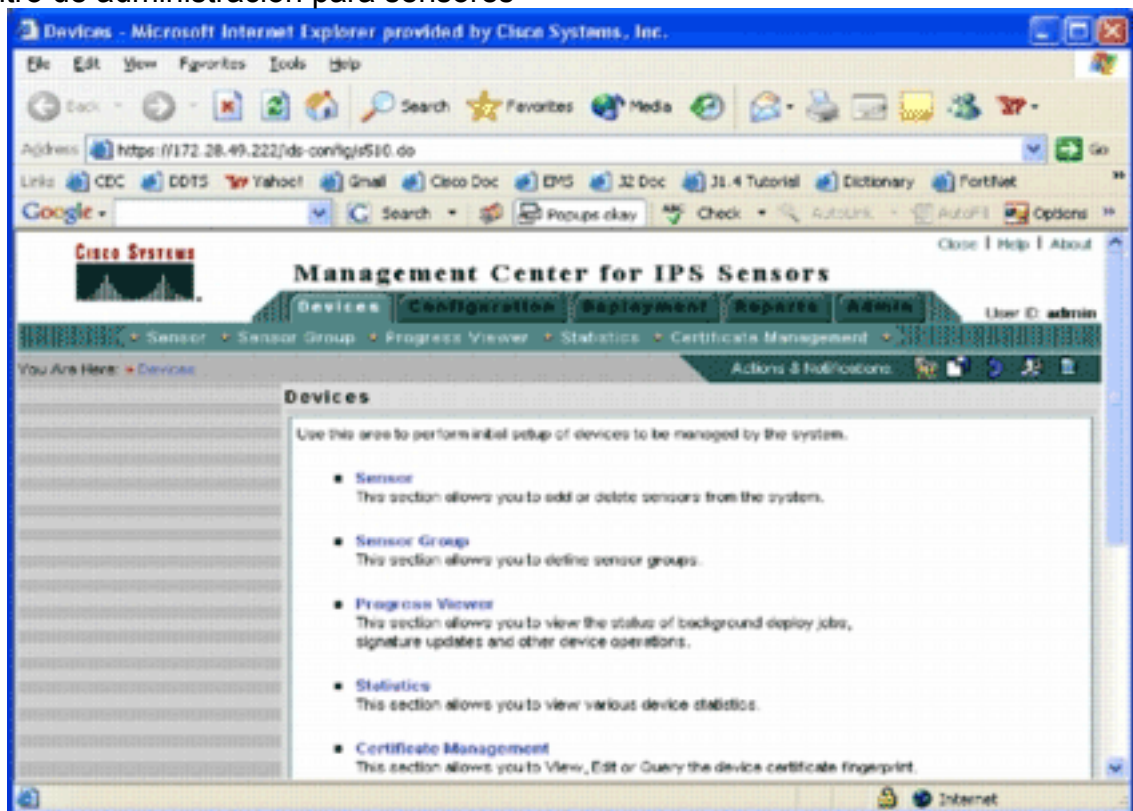 tro de administración para sensores
Devices - Microsoft Internet Explorer provided by Cisco Systems, Inc.
File Edit View Favorites Tools Help
Back Search Favorites Media
Address https://172.28.49.222/ids-config/s510.do Go
Links CEC DDTS Yahoo! Gmail Cisco Doc EMS 32 Doc 31.4 Tutorial Dictionary FortiNet
Google Search Popups okay Check AutoLink AutoFill Options
CISCO SYSTEMS
Close | Help | About
Management Center for IPS Sensors
Devices Configuration Deployment Reports Admin
User ID: admin
Sensor Sensor Group Progress Viewer Statistics Certificate Management
You Are Here: Devices
Actions & Notifications
Devices
Use this area to perform initial setup of devices to be managed by the system.
Sensor
This section allows you to add or delete sensors from the system.
Sensor Group
This section allows you to define sensor groups.
Progress Viewer
This section allows you to view the status of background deploy jobs,
signature updates and other device operations.
Statistics
This section allows you to view various device statistics.
Certificate Management
This section allows you to View, Edit or Query the device certificate fingerprint.
Internet